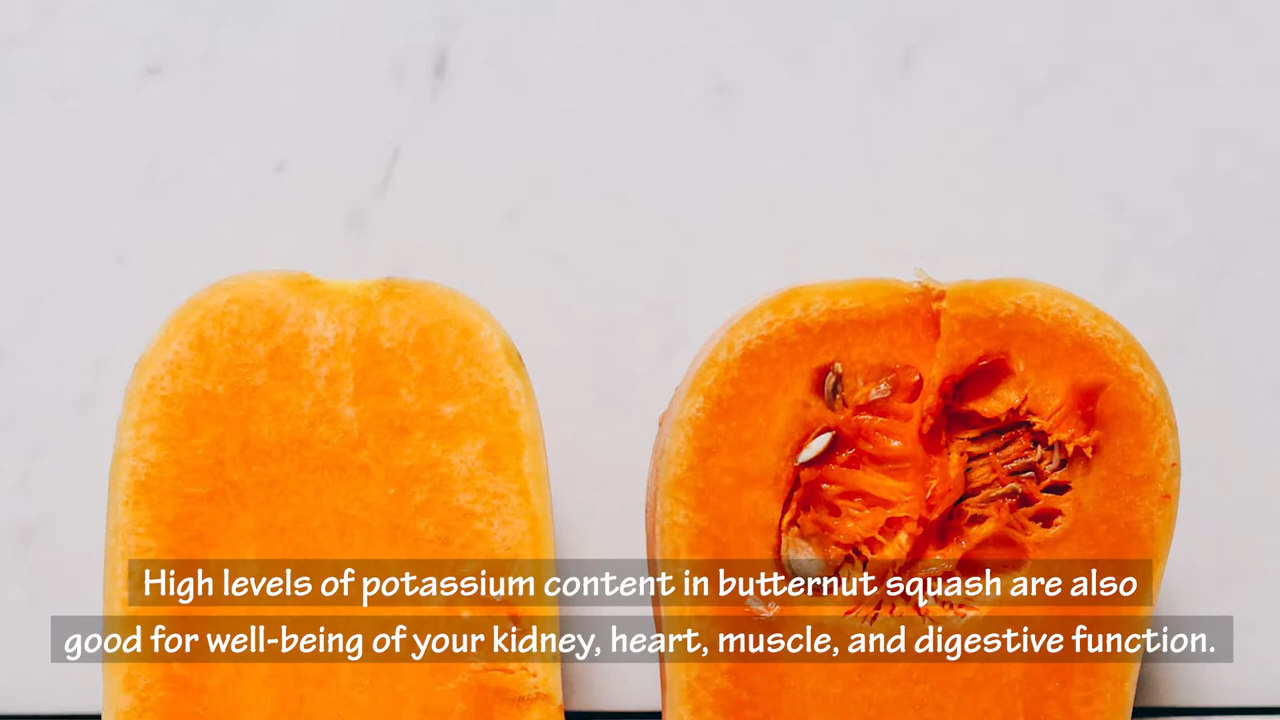 High levels of potassium content in butternut squash are also
good for well-being of your kidney, heart, muscle, and digestive function.